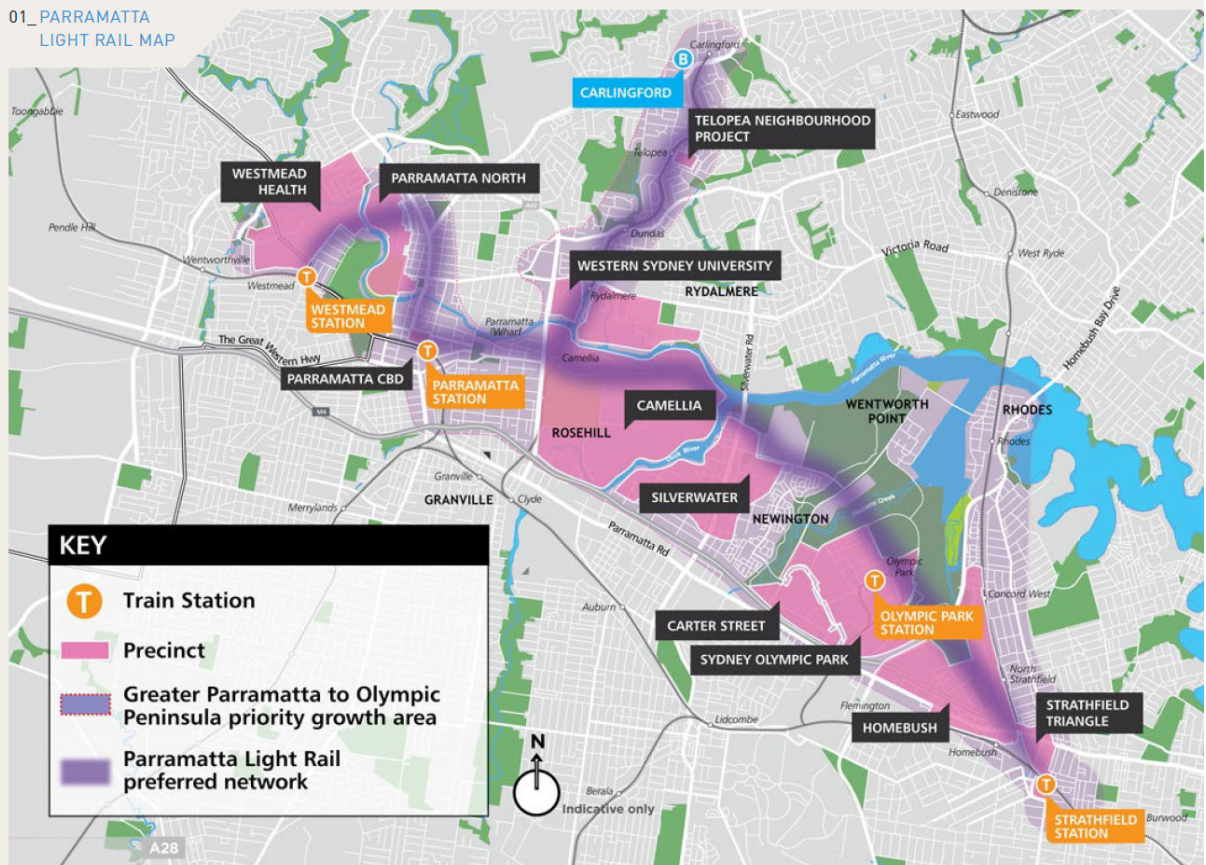 01_PARRAMATTA
LIGHT RAIL MAP
Carlingford
B
CARLINGFORD
Toongabbie
TELOPEA NEIGHBOURHOOD
PROJECT
Eastwood
Telopea
WESTMEAD
HEALTH
PARRAMATTA NORTH
Denistone
Pendle Hill
Dundas
Victoria Road
West Ryde
Wentworthville
WESTERN SYDNEY UNIVERSITY
Westmead
T
RYDALMERE
Rydalmere
WESTMEAD
STATION
Homebush Bay Drive
Parramatta
Wharf
The Great
Western Hwy
Silverwater Rd
Parramatta River
T
Camellia
PARRAMATTA CBD
PARRAMATTA
STATION
CAMELLIA
WENTWORTH
POINT
RHODES
M4
ROSEHILL
Rhodes
Duck River
Granville
SILVERWATER
GRANVILLE
Clyde
Merrylands
NEWINGTON
Parramatta Rd
KEY
Olympic
Park
T
T Train Station
Concord West
Auburn
CARTER STREET
OLYMPIC PARK
STATION
Precinct
SYDNEY OLYMPIC PARK
North
Strathfield
Greater Parramatta to Olympic
Peninsula priority growth area
Flemington
STRATHFIELD
TRIANGLE
Lidcombe
HOMEBUSH
N
Homebush
Parramatta Light Rail
preferred network
T
Berala
Indicative only
STRATHFIELD
STATION
Burwood
A28